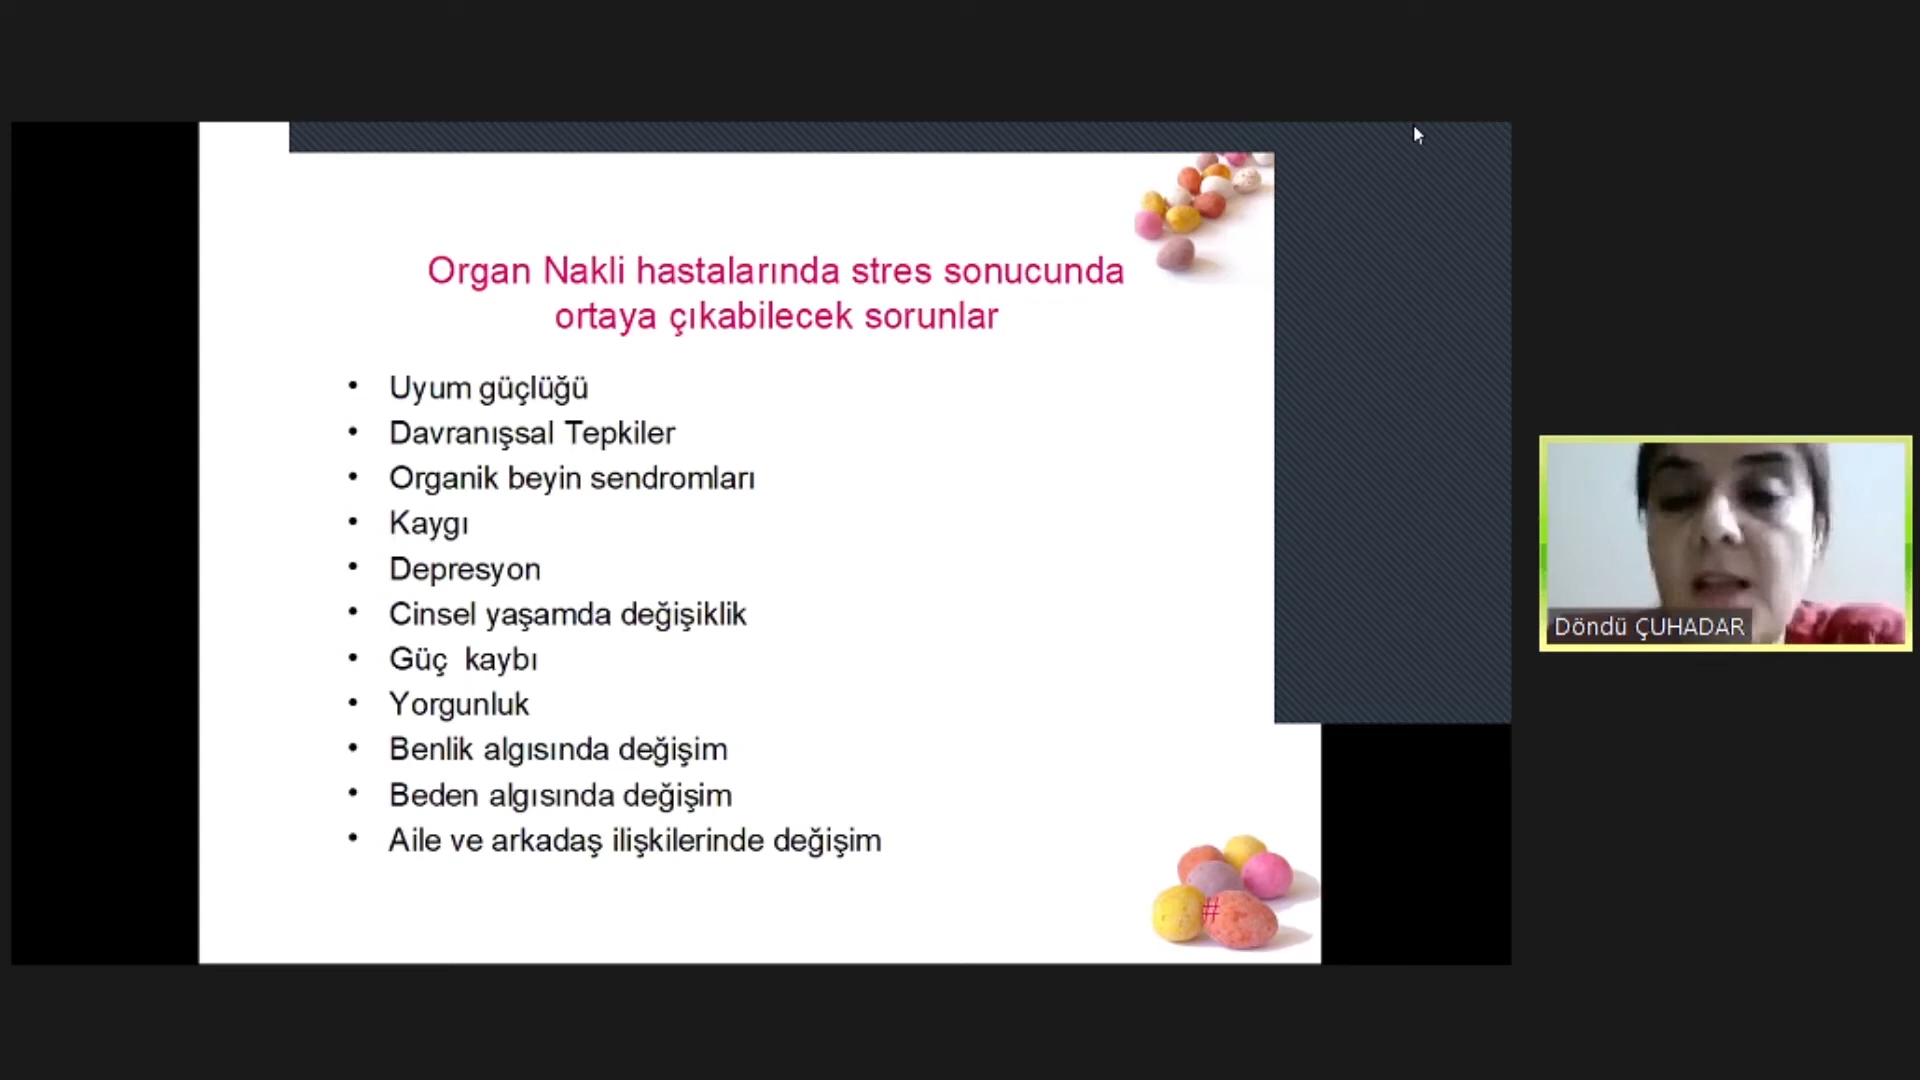 Organ Nakli hastalarında stres sonucunda
ortaya çıkabilecek sorunlar
• Uyum güçlüğü
• Davranışsal Tepkiler
• Organik beyin sendromları
• Kaygı
• Depresyon
• Cinsel yaşamda değişiklik
• Güç  kaybı
• Yorgunluk
• Benlik algısında değişim
• Beden algısında değişim
• Aile ve arkadaş ilişkilerinde değişim
#
Döndü ÇUHADAR